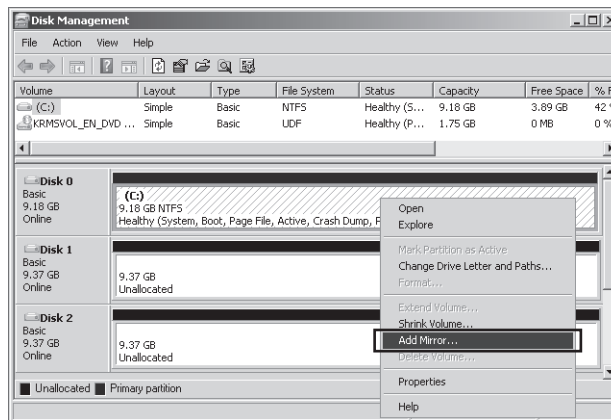 Disk Management
File Action View Help
Volume Layout Type File System Status Capacity Free Space % F
(C:) Simple Basic NTFS Healthy (S... 9.18 GB 3.89 GB 42
KRMSVOL_EN_DVD ... Simple Basic UDF Healthy (P... 1.75 GB 0 MB 0 %
Disk 0
Basic
9.18 GB
Online
(C:)
9.18 GB NTFS
Healthy (System, Boot, Page File, Active, Crash Dump, F
Disk 1
Basic
9.37 GB
Online
9.37 GB
Unallocated
Disk 2
Basic
9.37 GB
Online
9.37 GB
Unallocated
Open
Explore
Mark Partition as Active
Change Drive Letter and Paths...
Format...
Extend Volume...
Shrink Volume...
Add Mirror...
Delete Volume...
Properties
Help
Unallocated Primary partition